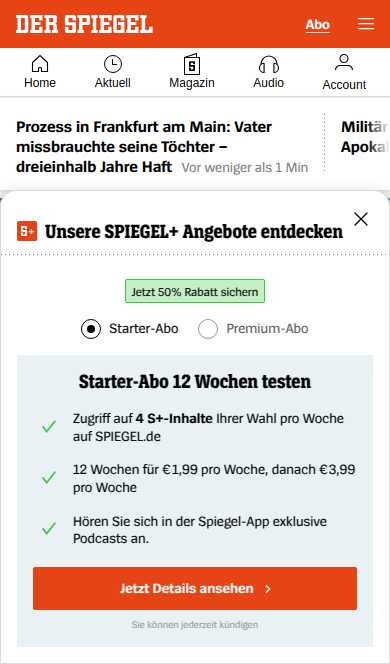 DER SPIEGEL
Abo
Home
Aktuell
Magazin
Audio
Account
Prozess in Frankfurt am Main: Vater
missbrauchte seine Töchter –
dreieinhalb Jahre Haft Vor weniger als 1 Min
Militär
Apokal
S+ Unsere SPIEGEL+ Angebote entdecken
Jetzt 50% Rabatt sichern
Starter-Abo
Premium-Abo
Starter-Abo 12 Wochen testen
Zugriff auf 4 S+-Inhalte Ihrer Wahl pro Woche
auf SPIEGEL.de
12 Wochen für €1,99 pro Woche, danach €3,99
pro Woche
Hören Sie sich in der Spiegel-App exklusive
Podcasts an.
Jetzt Details ansehen
Sie können jederzeit kündigen